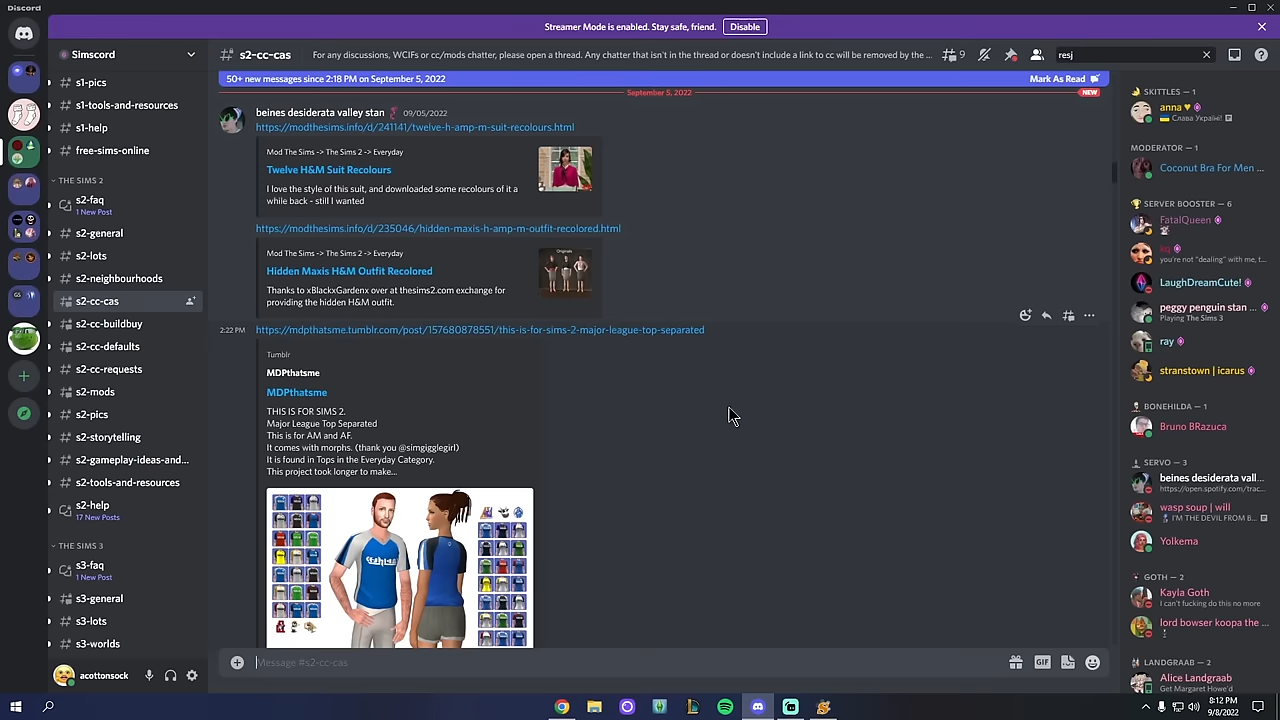 Discord
Streamer Mode is enabled. Stay safe, friend.
Disable
Simscord
s1-pics
s1-tools-and-resources
s1-help
free-sims-online
THE SIMS 2
s2-faq
1 New Post
s2-general
s2-lots
s2-neighbourhoods
s2-cc-cas
s2-cc-buildbuy
s2-cc-defaults
s2-cc-requests
s2-mods
s2-pics
s2-storytelling
s2-gameplay-ideas-and...
s2-tools-and-resources
s2-help
17 New Posts
THE SIMS 3
s3-faq
1 New Post
s3-general
s3-lots
s3-worlds
acottonsock
s2-cc-cas
For any discussions, WCIFs or cc/mods chatter, please open a thread. Any chatter that isn't in the thread or doesn't include a link to cc will be removed by the ...
9
resj
50+ new messages since 2:18 PM on September 5, 2022
Mark As Read
September 5, 2022
NEW
beines desiderata valley stan 09/05/2022
https://modthesims.info/d/241141/twelve-h-amp-m-suit-recolours.html
Mod The Sims -> The Sims 2 -> Everyday
Twelve H&M Suit Recolours
I love the style of this suit, and downloaded some recolours of it a
while back - still I wanted
https://modthesims.info/d/235046/hidden-maxis-h-amp-m-outfit-recolored.html
Mod The Sims -> The Sims 2 -> Everyday
Hidden Maxis H&M Outfit Recolored
Thanks to xBlackxGardenx over at thesims2.com exchange for
providing the hidden H&M outfit.
Originals
2:22 PM
https://mdpthatsme.tumblr.com/post/157680878551/this-is-for-sims-2-major-league-top-separated
Tumblr
MDPthatsme
MDPthatsme
THIS IS FOR SIMS 2.
Major League Top Separated
This is for AM and AF.
It comes with morphs. (thank you @simgigglegirl)
It is found in Tops in the Everyday Category.
This project took longer to make...
Message #s2-cc-cas
GIF
SKITTLES — 1
anna ♥
Слава Україні!
MODERATOR — 1
Coconut Bra For Men ...
SERVER BOOSTER — 6
FatalQueen
you're not "dealing" with me, t...
LaughDreamCute!
peggy penguin stan ...
Playing The Sims 3
ray
stranstown | icarus
BONEHILDA — 1
Bruno BRazuca
SERVO — 3
beines desiderata vall...
https://open.spotify.com/trac...
wasp soup | will
I'M THE DEVIL FROM B...
Yolkema
GOTH — 2
Kayla Goth
I can't fucking do this no more
lord bowser koopa the ...
LANDGRAAB — 2
Alice Landgraab
Get Margaret Howe'd
8:12 PM
9/8/2022